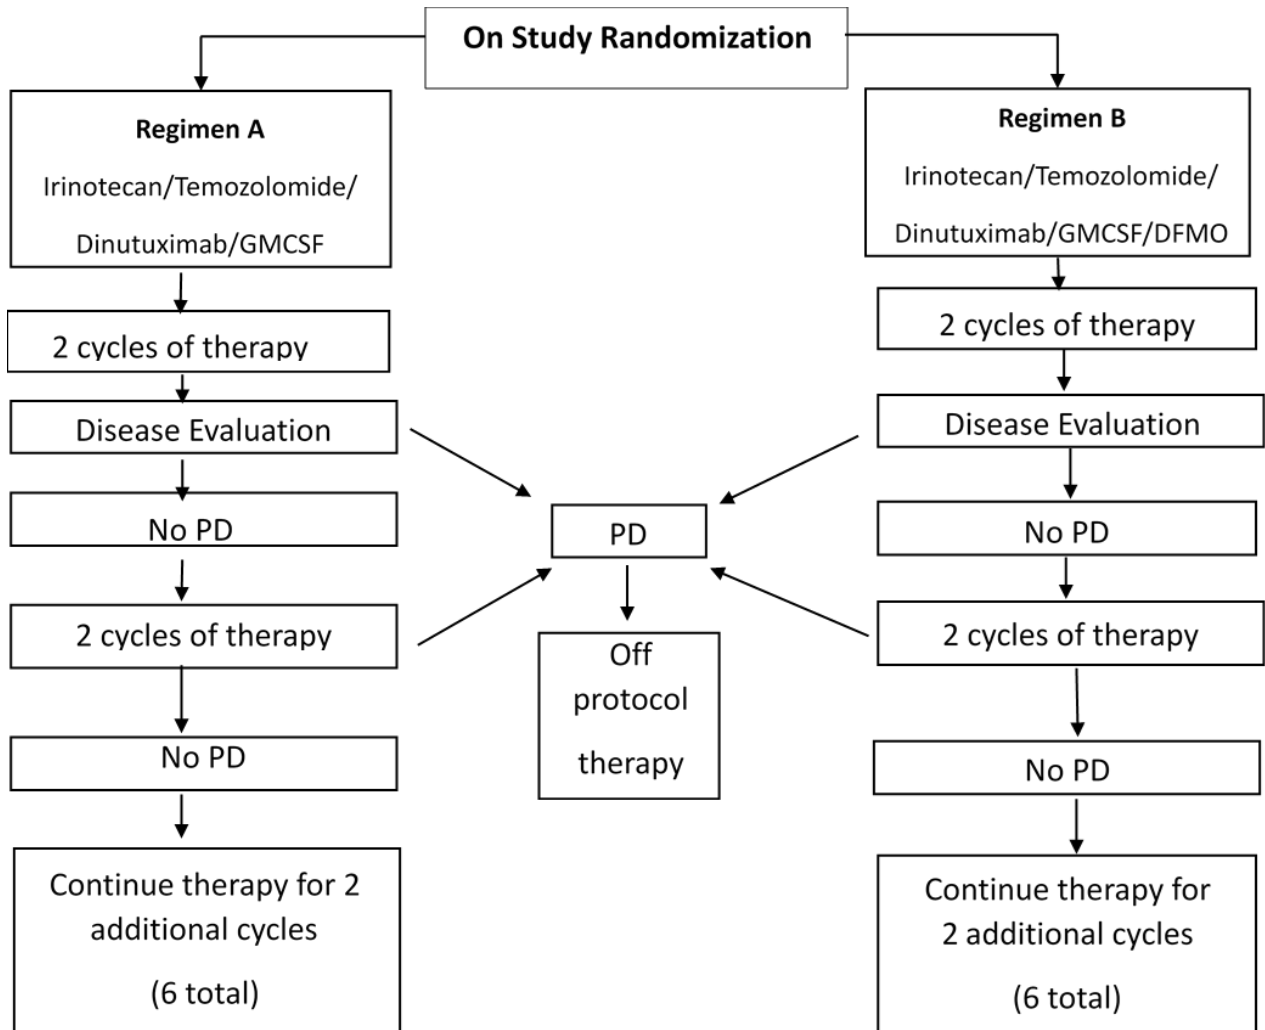 On Study Randomization
Regimen A
Irinotecan/Temozolomide/
Dinutuximab/GMCSF
2 cycles of therapy
Disease Evaluation
No PD
2 cycles of therapy
No PD
Continue therapy for 2
additional cycles
(6 total)
PD
Off
protocol
therapy
Regimen B
Irinotecan/Temozolomide/
Dinutuximab/GMCSF/DFMO
2 cycles of therapy
Disease Evaluation
No PD
2 cycles of therapy
No PD
Continue therapy for
2 additional cycles
(6 total)